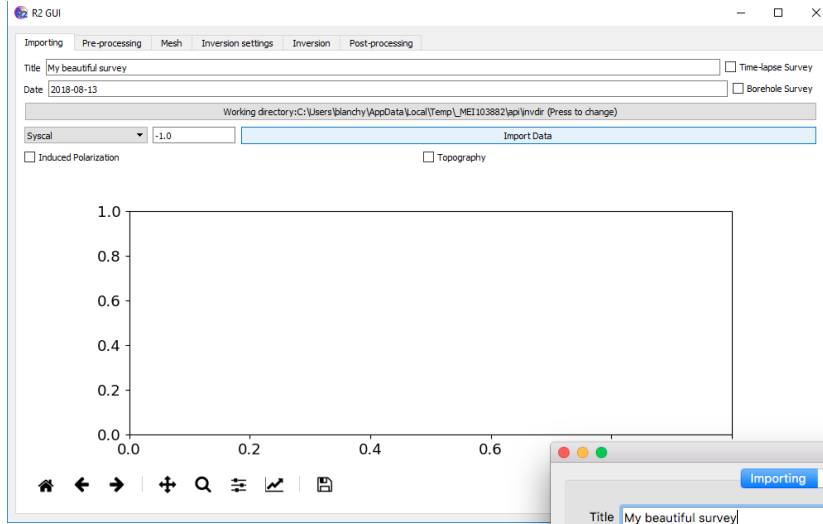 R2 GUI
Importing Pre-processing Mesh Inversion settings Inversion Post-processing
Title My beautiful survey Time-lapse Survey
Date 2018-08-13 Borehole Survey
Working directory:C:\Users\blanchy\AppData\Local\Temp\_MEI103882\api\invdir (Press to change)
Syscal -1.0 Import Data
Induced Polarization Topography
1.0
0.8
0.6
0.4
0.2
0.0
0.0 0.2 0.4 0.6
Importing
Title My beautiful survey